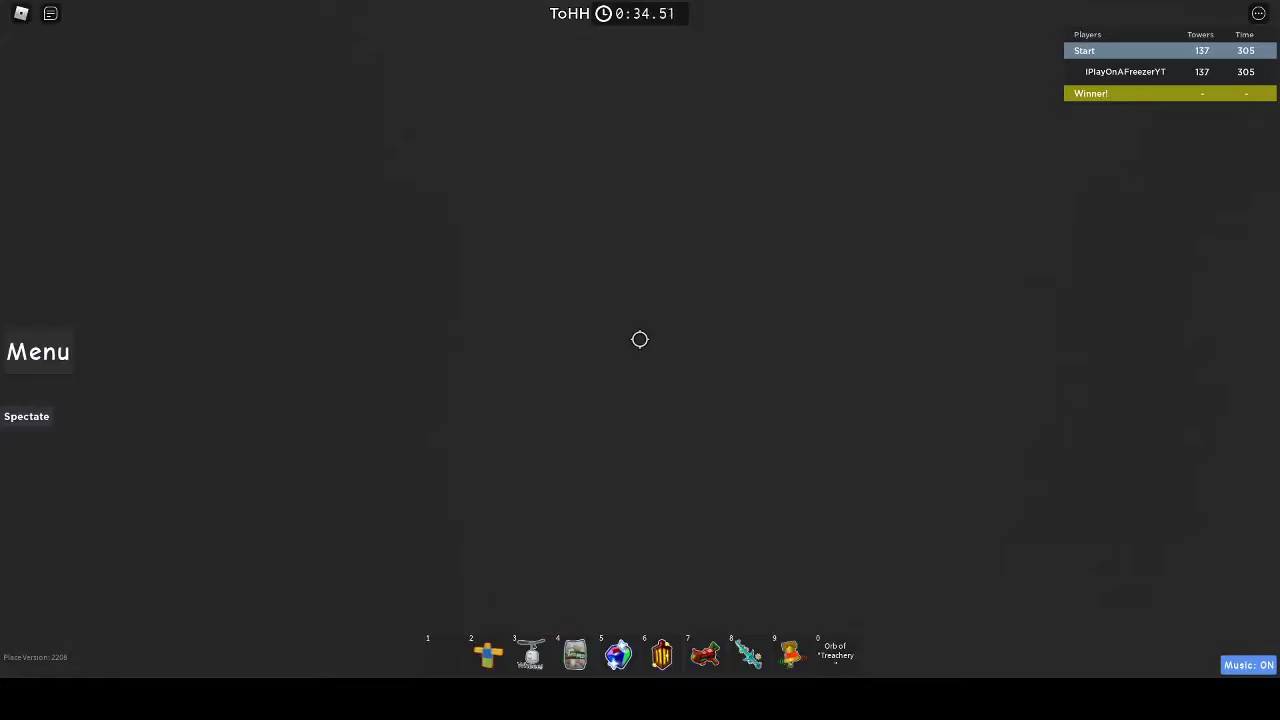 ToHH 0:34.51
Players Towers Time
Start 137 305
IPlayOnAFreezerYT 137 305
Winner! - -
Menu
Spectate
1 2 3 4 5 6 7 8 9 0
Orb of
"Treachery
"
Place Version: 2208
Music: ON